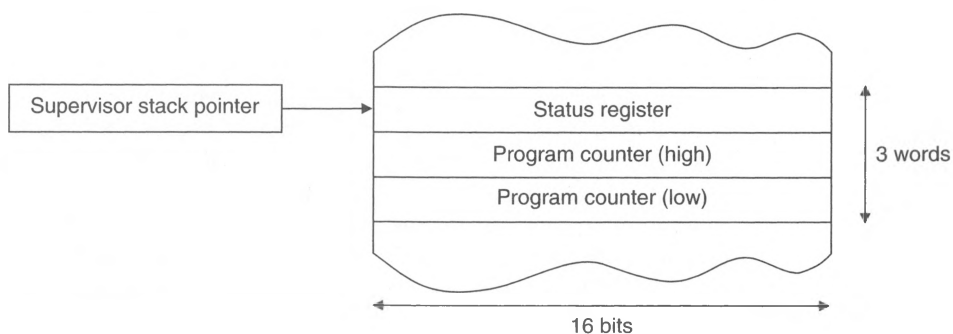 Supervisor stack pointer
Status register
Program counter (high)
3 words
Program counter (low)
16 bits